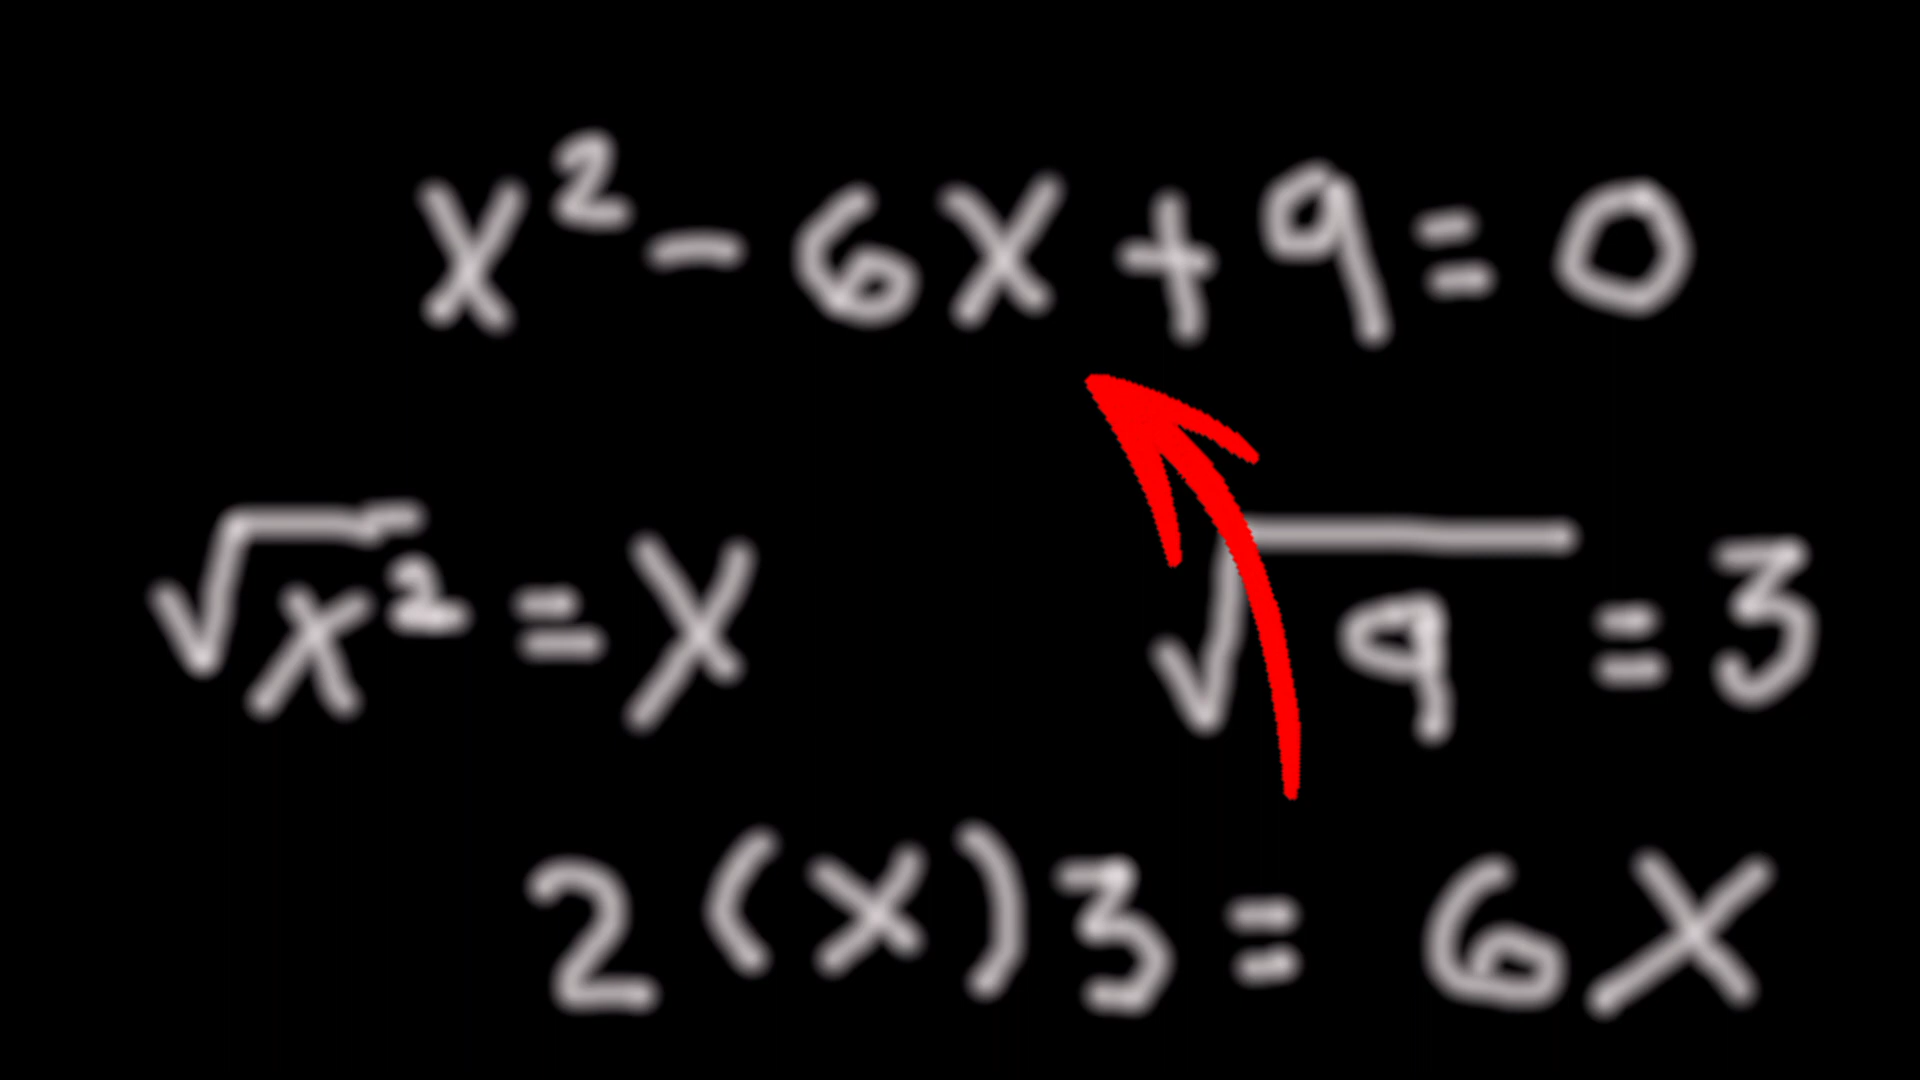 x² - 6x + 9 = 0
√x² = x
√9 = 3
2(x)3 = 6x